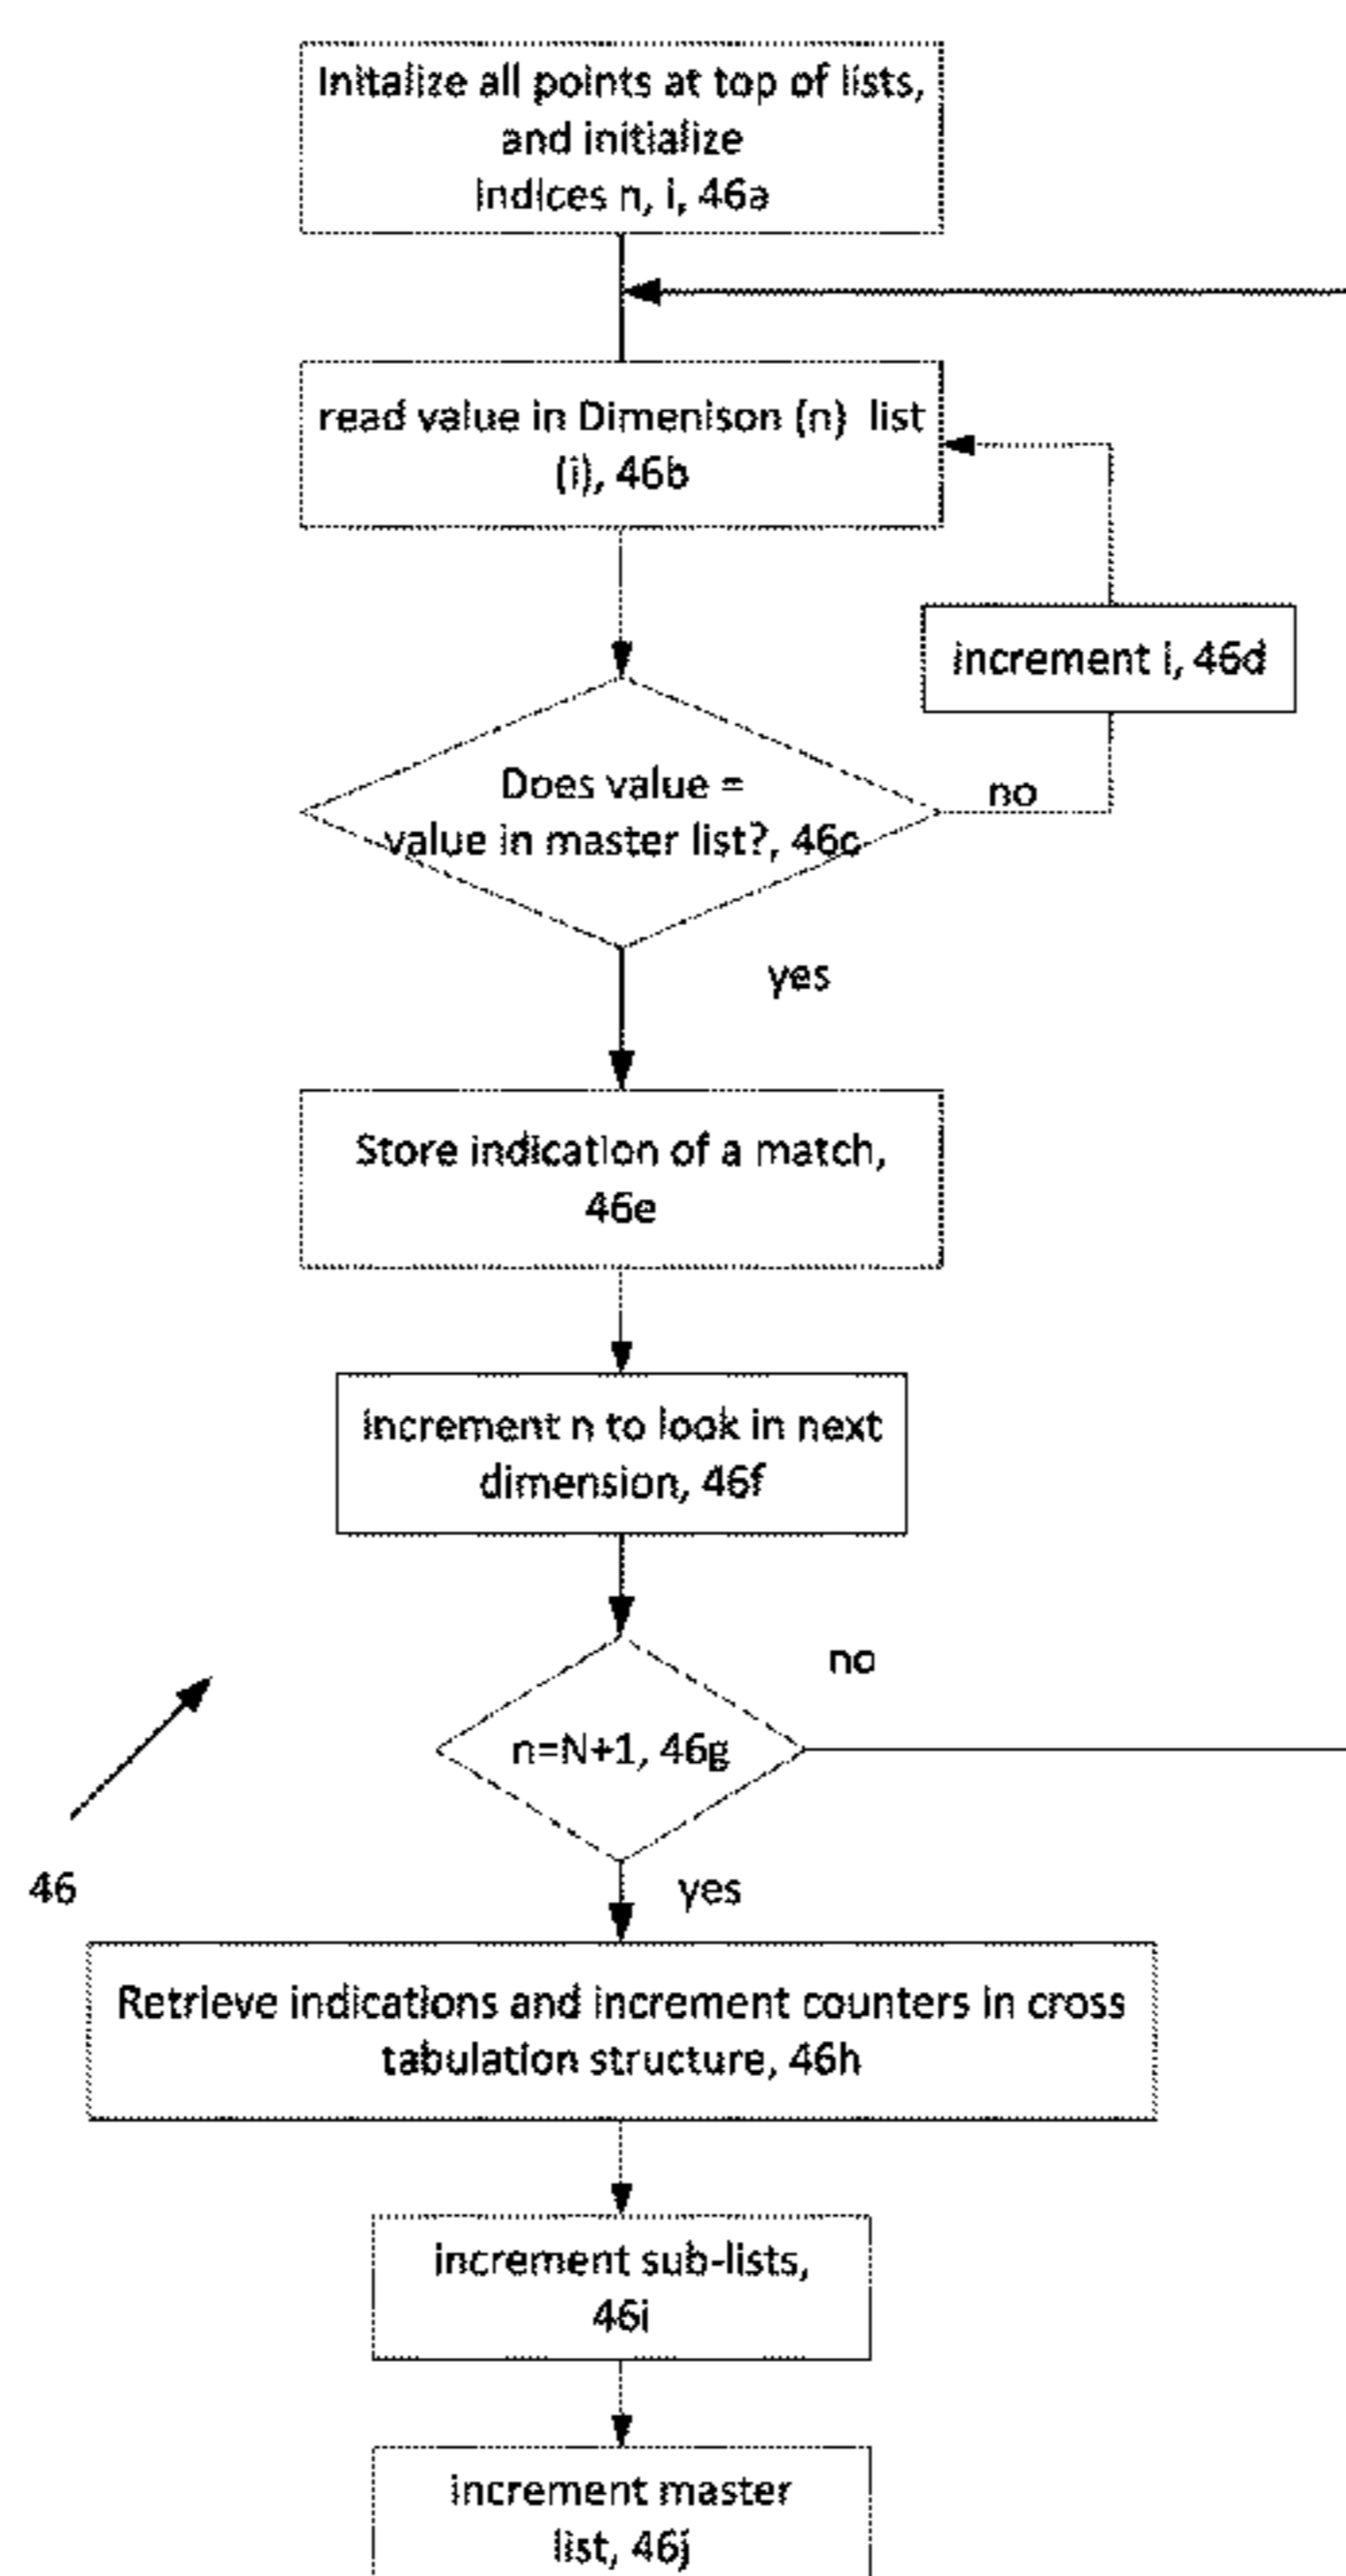 Initalize all points at top of lists,
and initialize
indices n, i, 46a
read value in Dimenison (n) list
(i), 46b
increment i, 46d
Does value =
value in master list?, 46c
no
yes
Store indication of a match,
46e
increment n to look in next
dimension, 46f
no
n=N+1, 46g
46
yes
Retrieve indications and increment counters in cross
tabulation structure, 46h
increment sub-lists,
46i
increment master
list, 46j